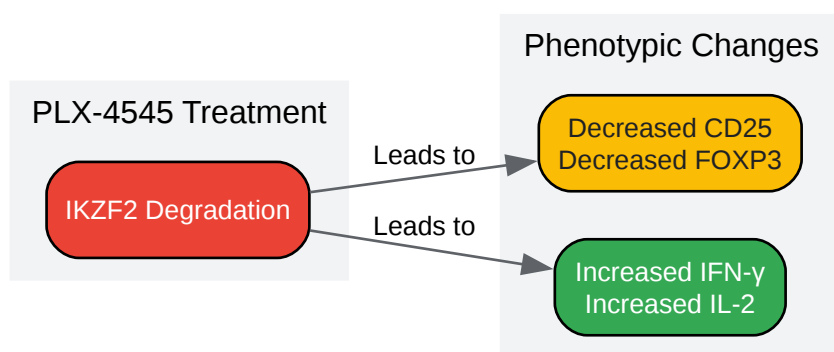 Phenotypic Changes
PLX-4545 Treatment
Decreased CD25
Decreased FOXP3
Leads to
IKZF2 Degradation
Leads to
Increased IFN-γ
Increased IL-2